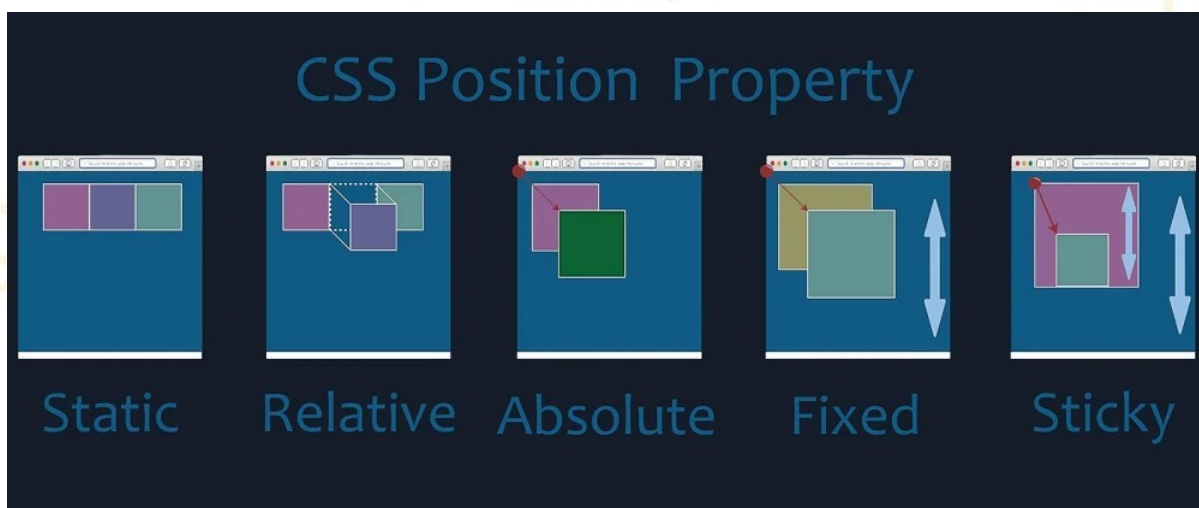 CSS Position Property
Static
Relative
Absolute
Fixed
Sticky